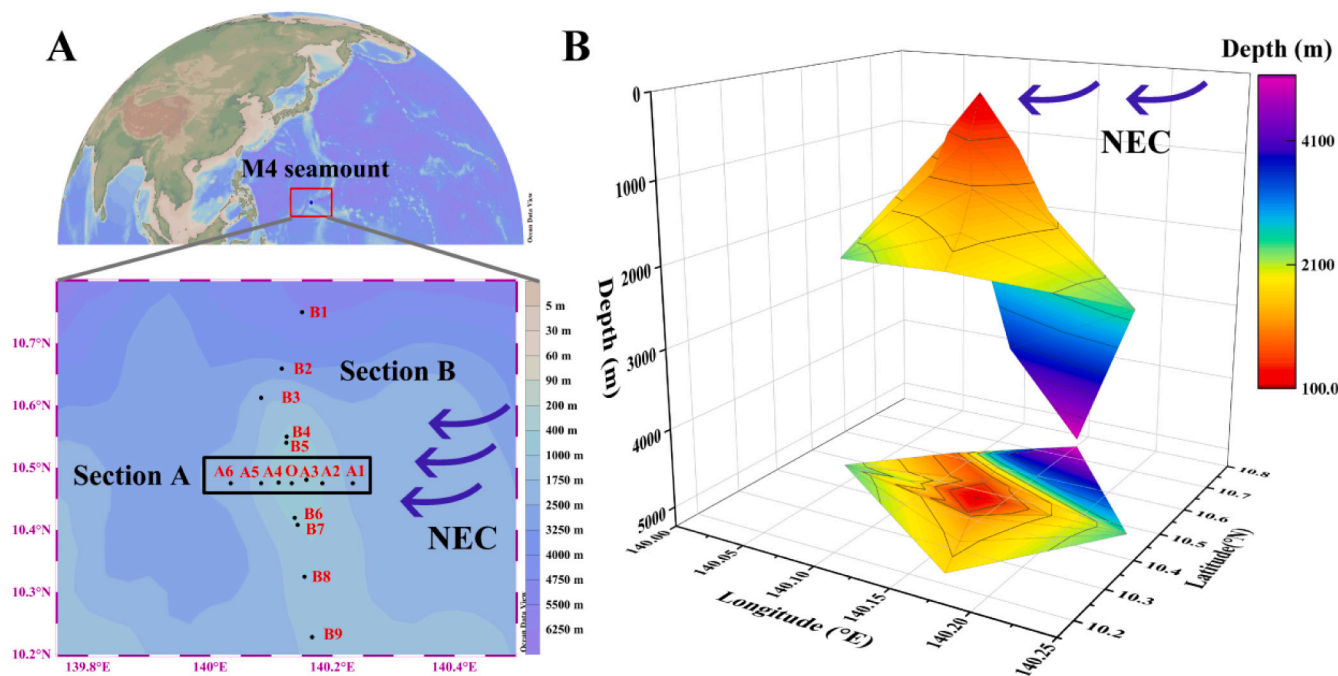 A
M4 seamount
Ocean Data View
10.7°N
10.6°N
10.5°N
10.4°N
10.3°N
10.2°N
139.8°E
140°E
140.2°E
140.4°E
B1
B2
Section B
B3
B4
B5
Section A
A6 A5 A4 O A3 A2 A1
B6
B7
NEC
B8
B9
5 m
30 m
60 m
90 m
200 m
400 m
1000 m
1750 m
2500 m
3250 m
4000 m
4750 m
5500 m
6250 m
Ocean Data View
B
Depth (m)
4100
2100
100.0
NEC
0
1000
2000
3000
4000
5000
Depth (m)
140.00
140.05
140.10
140.15
140.20
140.25
Longitude (°E)
10.8
10.7
10.6
10.5
10.4
10.3
10.2
Latitude(°N)